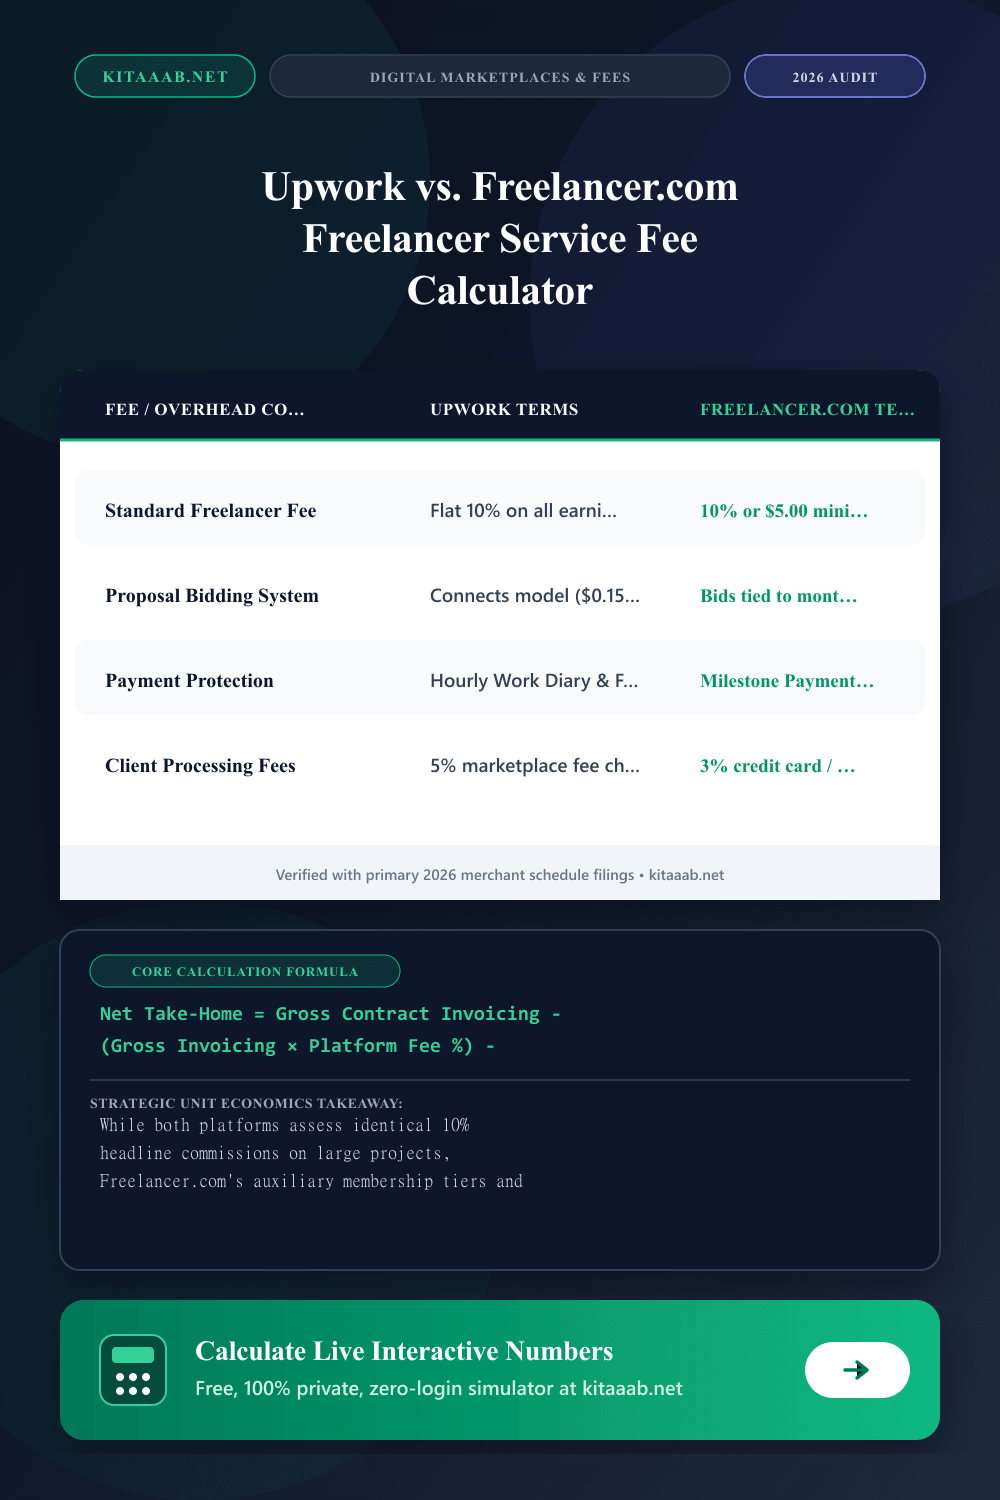 KITAAAB.NET
DIGITAL MARKETPLACES & FEES
2026 AUDIT
Upwork vs. Freelancer.com
Freelancer Service Fee
Calculator
FEE / OVERHEAD CO... UPWORK TERMS FREELANCER.COM TE...
Standard Freelancer Fee Flat 10% on all earni... 10% or $5.00 mini...
Proposal Bidding System Connects model ($0.15... Bids tied to mont...
Payment Protection Hourly Work Diary & F... Milestone Payment...
Client Processing Fees 5% marketplace fee ch... 3% credit card / ...
Verified with primary 2026 merchant schedule filings • kitaaab.net
CORE CALCULATION FORMULA
Net Take-Home = Gross Contract Invoicing -
(Gross Invoicing × Platform Fee %) -
STRATEGIC UNIT ECONOMICS TAKEAWAY:
While both platforms assess identical 10%
headline commissions on large projects,
Freelancer.com's auxiliary membership tiers and
Calculate Live Interactive Numbers
Free, 100% private, zero-login simulator at kitaaab.net